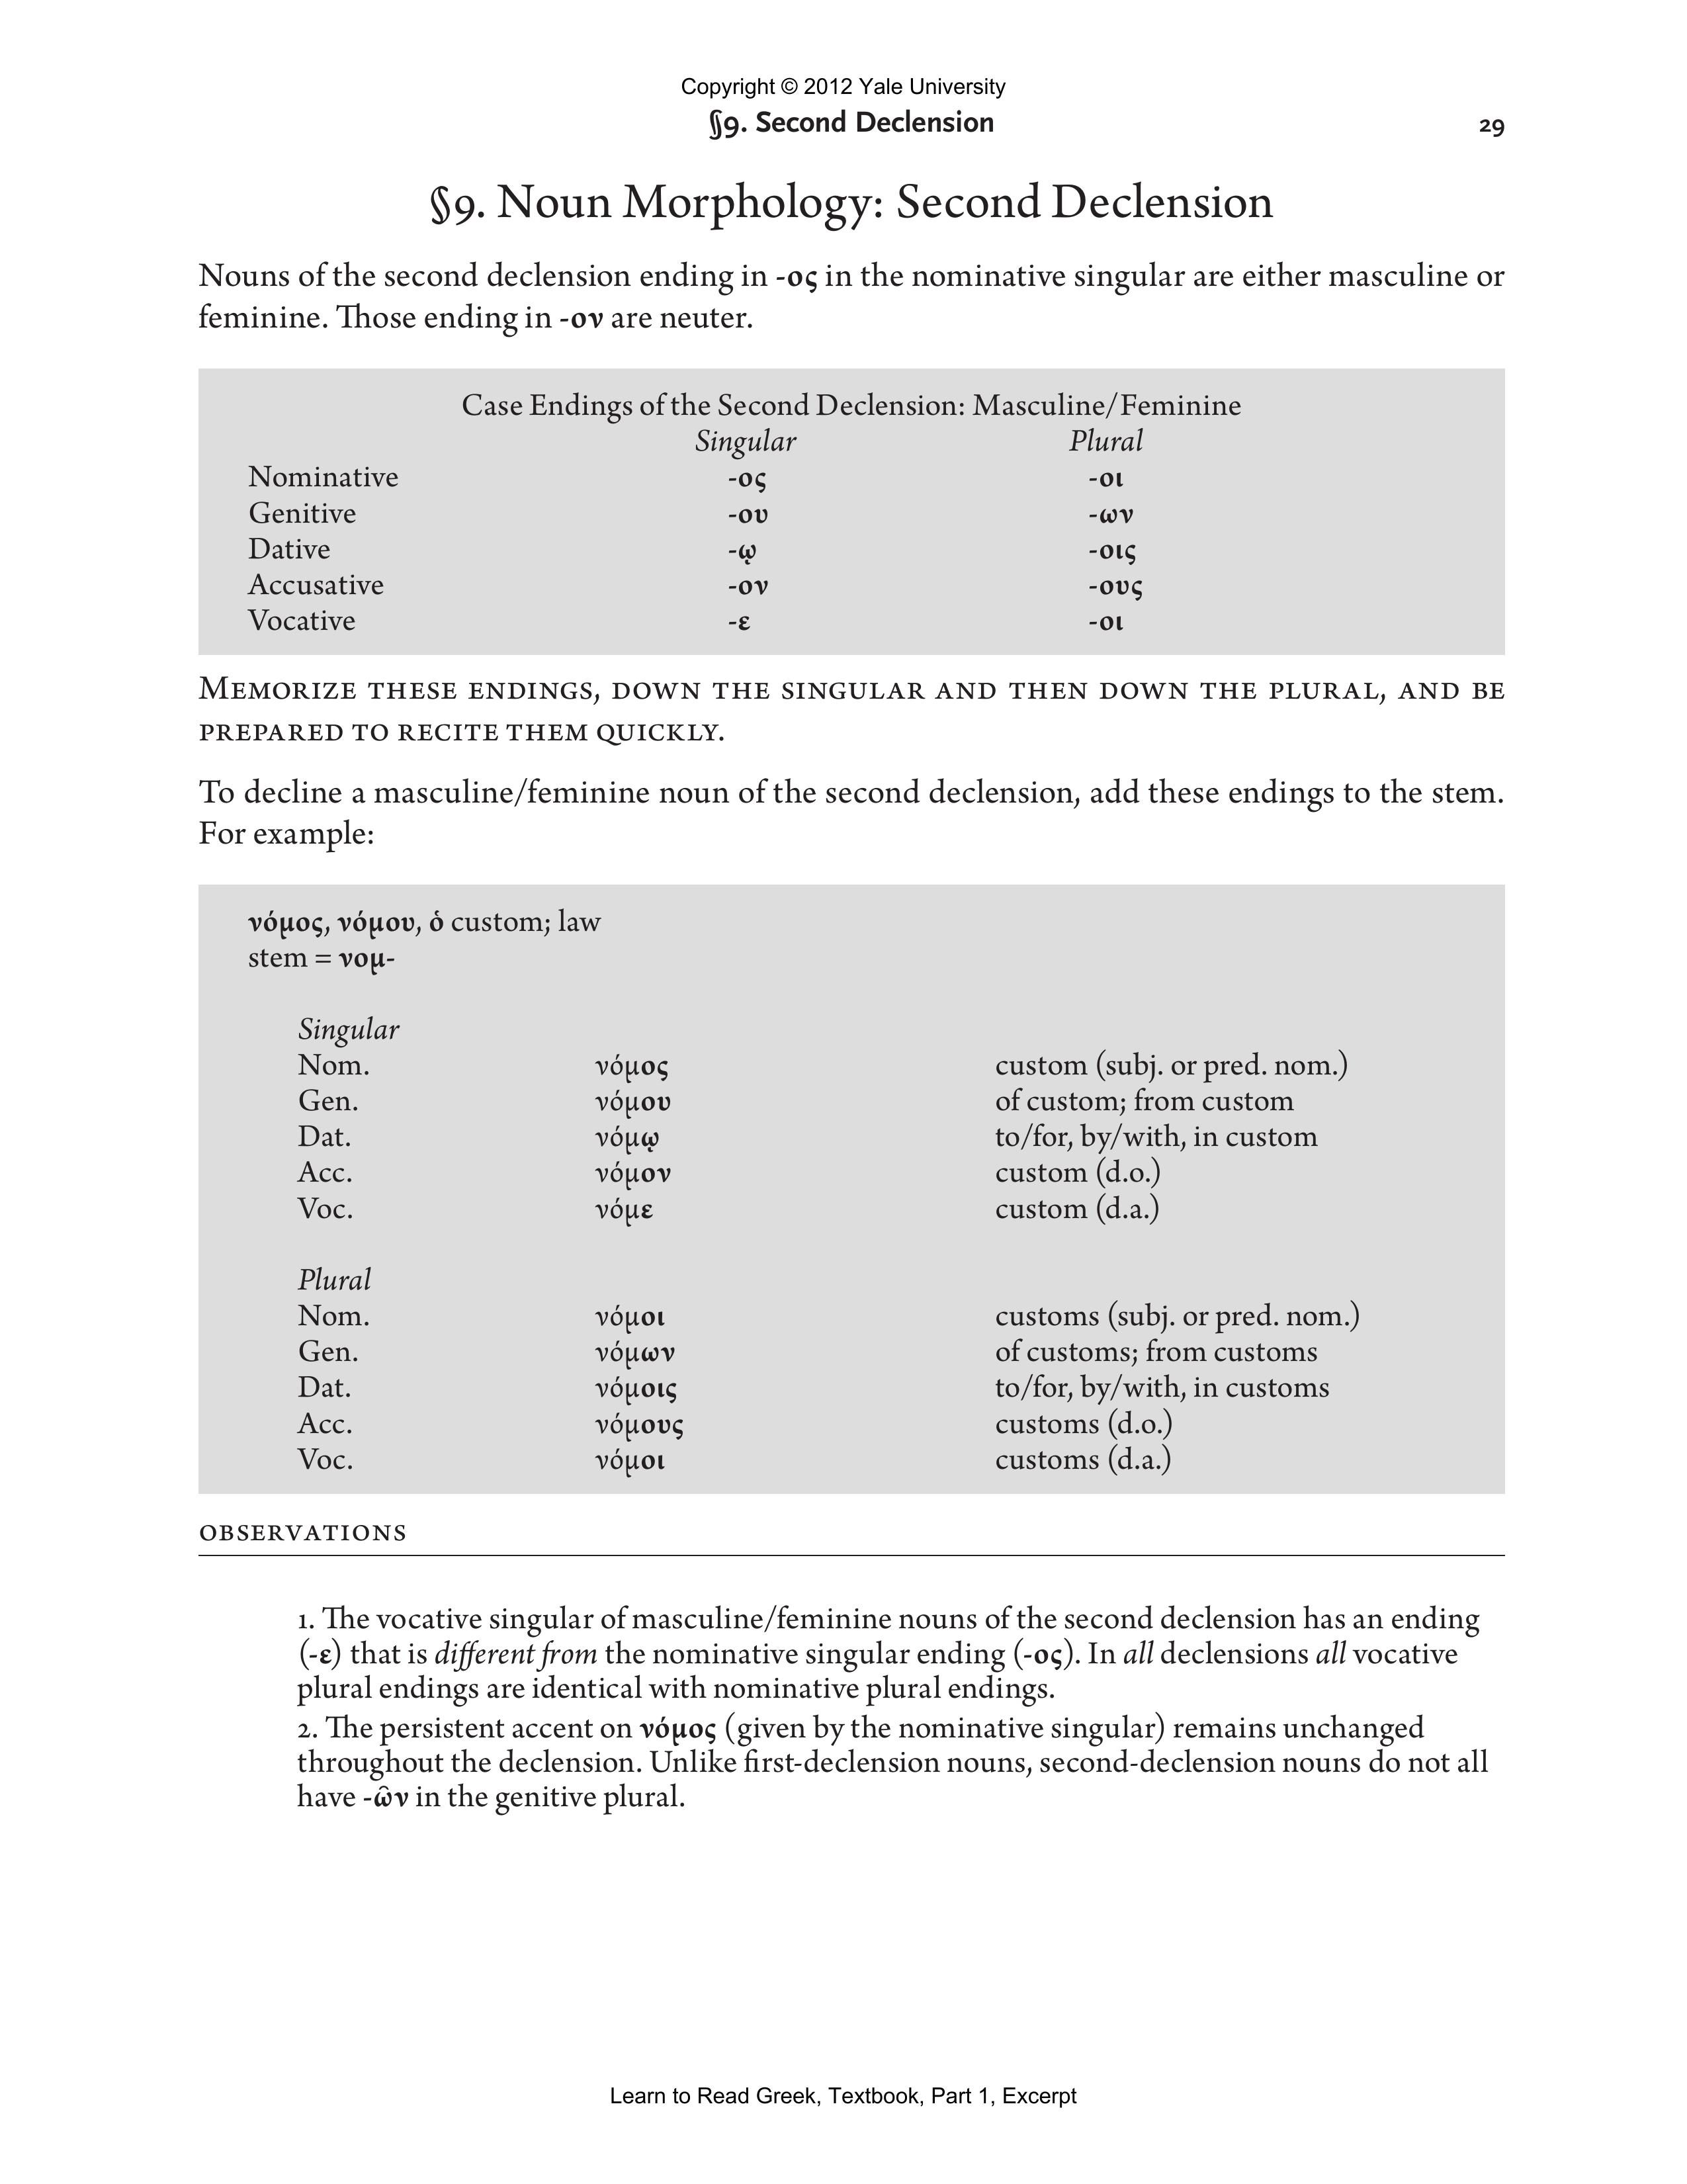 Copyright © 2012 Yale University
§9. Second Declension 29
§9. Noun Morphology: Second Declension
Nouns of the second declension ending in -ος in the nominative singular are either masculine or
feminine. Those ending in -ον are neuter.
Case Endings of the Second Declension: Masculine/Feminine
Singular Plural
Nominative -ος -οι
Genitive -ου -ων
Dative -ῳ -οις
Accusative -ον -ους
Vocative -ε -οι
Memorize these endings, down the singular and then down the plural, and be
prepared to recite them quickly.
To decline a masculine/feminine noun of the second declension, add these endings to the stem.
For example:
νόμος, νόμου, ὁ custom; law
stem = νομ-
Singular
Nom. νόμος custom (subj. or pred. nom.)
Gen. νόμου of custom; from custom
Dat. νόμῳ to/for, by/with, in custom
Acc. νόμον custom (d.o.)
Voc. νόμε custom (d.a.)
Plural
Nom. νόμοι customs (subj. or pred. nom.)
Gen. νόμων of customs; from customs
Dat. νόμοις to/for, by/with, in customs
Acc. νόμους customs (d.o.)
Voc. νόμοι customs (d.a.)
observations
1. The vocative singular of masculine/feminine nouns of the second declension has an ending
(-ε) that is different from the nominative singular ending (-ος). In all declensions all vocative
plural endings are identical with nominative plural endings.
2. The persistent accent on νόμος (given by the nominative singular) remains unchanged
throughout the declension. Unlike first-declension nouns, second-declension nouns do not all
have -ῶν in the genitive plural.
Learn to Read Greek, Textbook, Part 1, Excerpt